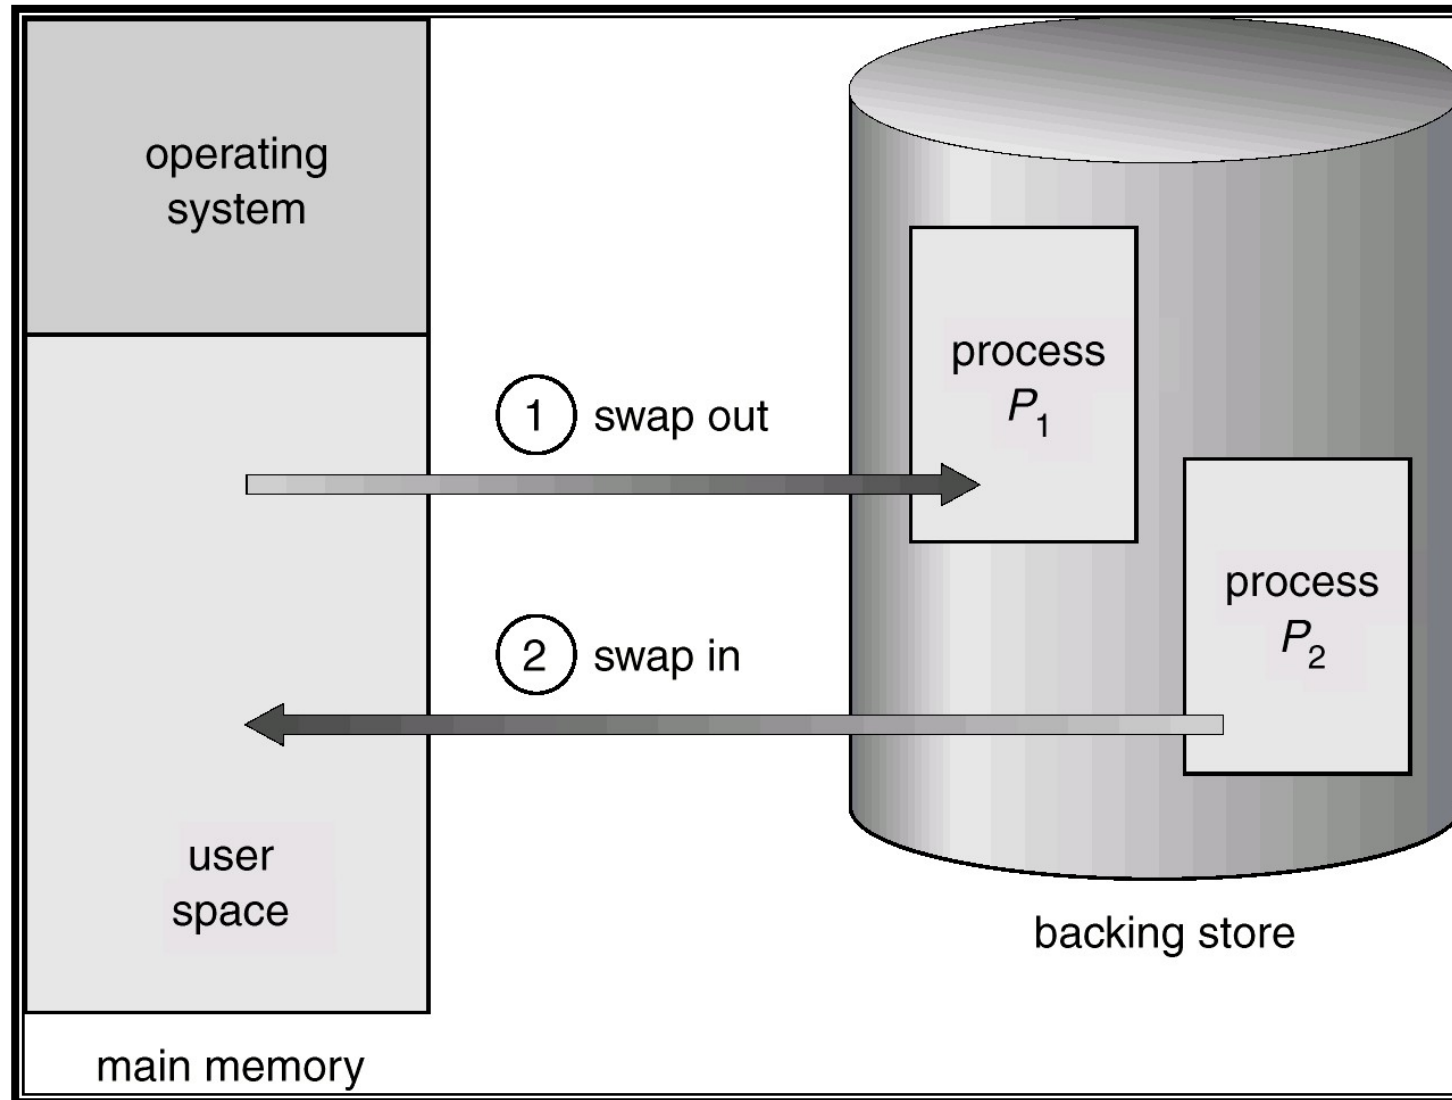 operating
system
1 swap out
process
P1
2 swap in
process
P2
user
space
backing store
main memory